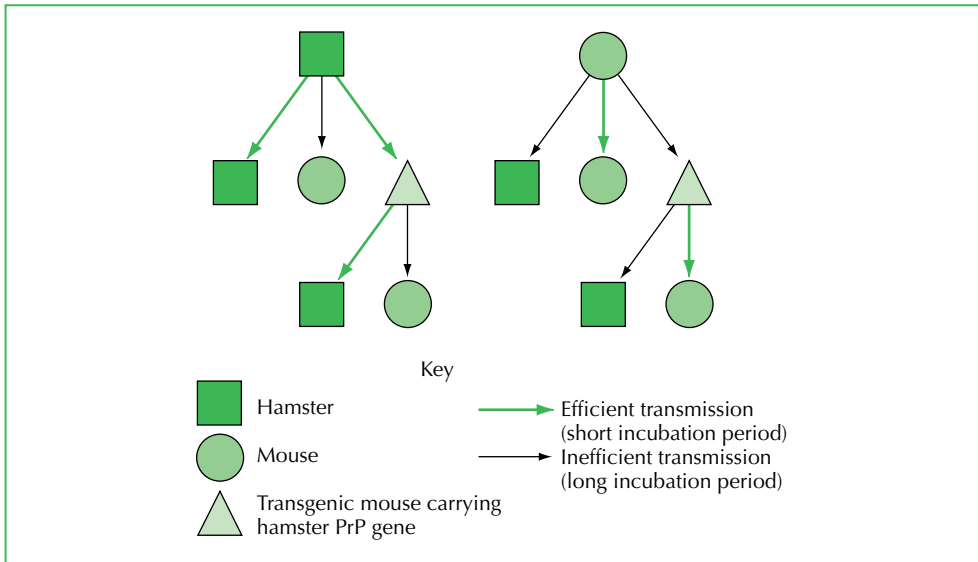 Key
Hamster
Mouse
Transgenic mouse carrying
hamster PrP gene
Efficient transmission
(short incubation period)
Inefficient transmission
(long incubation period)